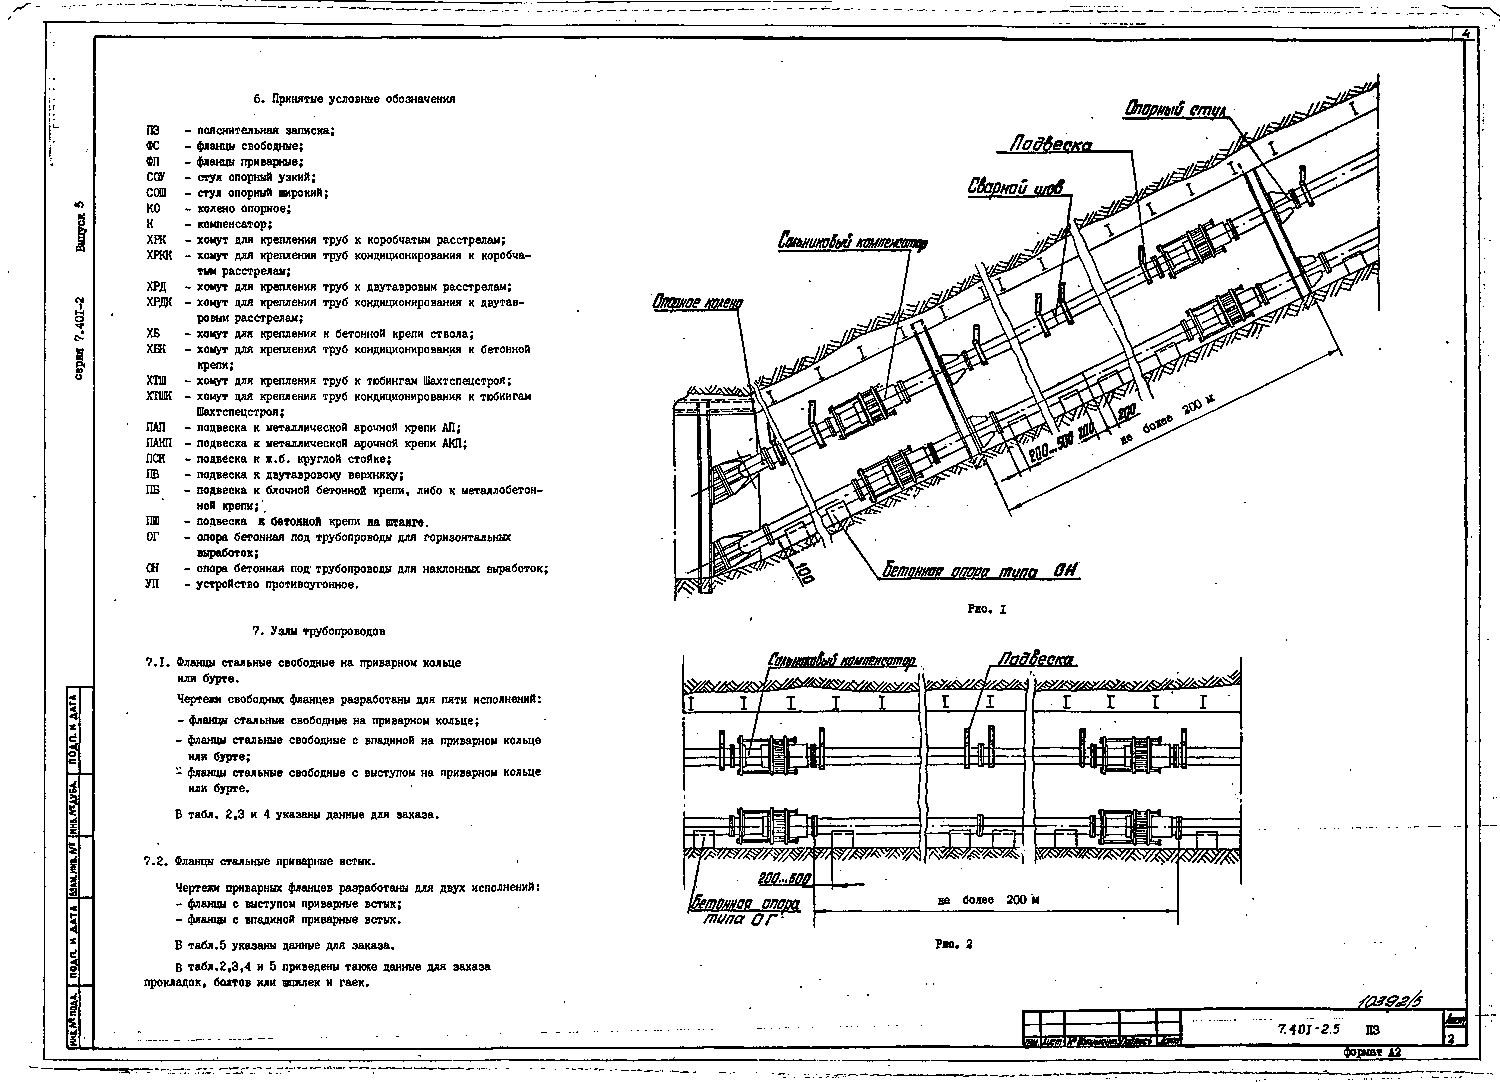 4
6. Принятые условные обозначения
ПЗ - пояснительная записка;
ФС - фланцы свободные;
ФП - фланцы приварные;
СОУ - стул опорный узкий;
СОШ - стул опорный широкий;
КО - колено опорное;
К - компенсатор;
ХРК - хомут для крепления труб к коробчатым расстрелам;
ХРКК - хомут для крепления труб кондиционирования к коробча-
тым расстрелам;
ХРД - хомут для крепления труб к двутавровым расстрелам;
ХРДК - хомут для крепления труб кондиционирования к двутав-
ровым расстрелам;
ХБ - хомут для крепления к бетонной крепи ствола;
ХБК - хомут для крепления труб кондиционирования к бетонной
крепи;
ХТШ - хомут для крепления труб к тюбингам Шахтспецстрой;
ХТШК - хомут для крепления труб кондиционирования к тюбингам
Шахтспецстроя;
ПАП - подвеска к металлической арочной крепи АП;
ПАКП - подвеска к металлической арочной крепи АКП;
ПСК - подвеска к ж.б. круглой стойке;
ПВ - подвеска к двутавровому верхняку;
ПБ - подвеска к блочной бетонной крепи, либо к металлобетон-
ной крепи;
ПШ - подвеска к бетонной крепи на штанге.
ОГ - опора бетонная под трубопроводы для горизонтальных
выработок;
ОН - опора бетонная под трубопроводы для наклонных выработок;
УП - устройство противоугонное.
7. Узлы трубопроводов
7.1. Фланцы стальные свободные на приварном кольце
или бурте.
Чертежи свободных фланцев разработаны для пяти исполнений:
- фланцы стальные свободные на приварном кольце;
- фланцы стальные свободные с впадиной на приварном кольце
или бурте;
- фланцы стальные свободные с выступом на приварном кольце
или бурте.
В табл. 2,3 и 4 указаны данные для заказа.
7.2. Фланцы стальные приварные встык.
Чертежи приварных фланцев разработаны для двух исполнений:
- фланцы с выступом приварные встык;
- фланцы с впадиной приварные встык.
В табл.5 указаны данные для заказа.
В табл.2,3,4 и 5 приведены также данные для заказа
прокладок, болтов или шпилек и гаек.
Опорный стул
Подвеска
Сварной шов
Сальниковый компенсатор
Опорное колено
200...500 200 200
не более 200 м
100
Бетонная опора типа ОН
Рис. 1
Сальниковый компенсатор
Подвеска
200...500
Бетонная опора
типа ОГ
не более 200 м
Рис. 2
серия 7.401-2 Выпуск 5
ПОДП. И ДАТА
ИНВ.№ДУБЛ.
ВЗАМ.ИНВ.№
ПОДП. И ДАТА
ИНВ.№ПОДЛ.
10392/5
7.401-2.5 ПЗ
Лист
2
формат А2